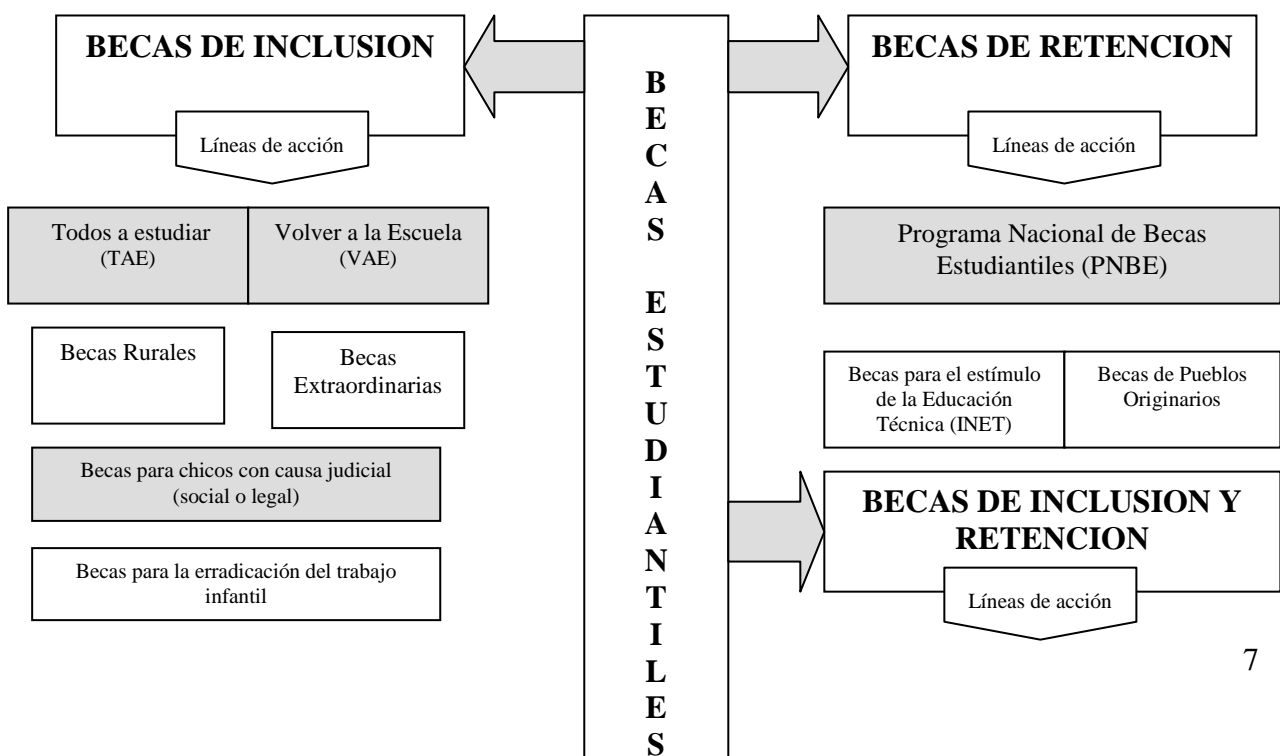 BECAS DE INCLUSION
Líneas de acción
Todos a estudiar
(TAE)
Volver a la Escuela
(VAE)
Becas Rurales
Becas
Extraordinarias
Becas para chicos con causa judicial
(social o legal)
Becas para la erradicación del trabajo
infantil
BECAS ESTUDIANTILES
BECAS DE RETENCION
Líneas de acción
Programa Nacional de Becas
Estudiantiles (PNBE)
Becas para el estímulo
de la Educación
Técnica (INET)
Becas de Pueblos
Originarios
BECAS DE INCLUSION Y
RETENCION
Líneas de acción
7